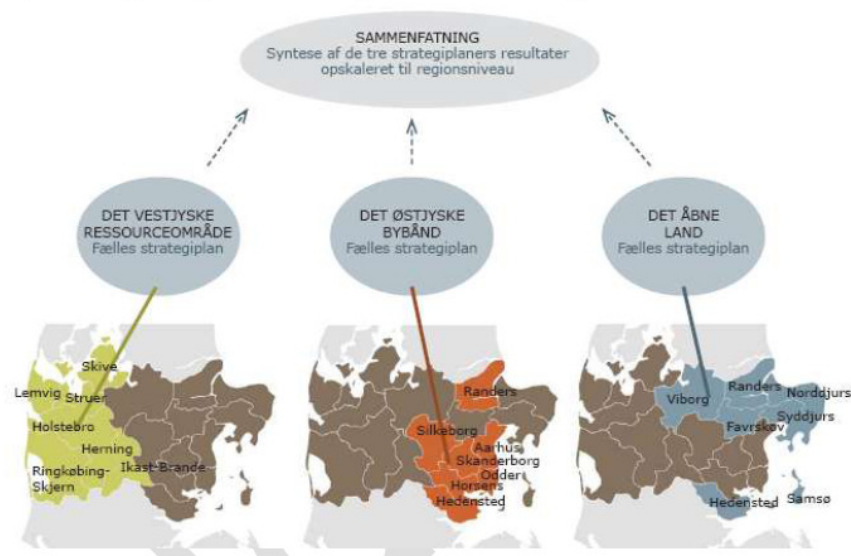 SAMMENFATNING
Syntese af de tre strategiplaners resultater
opskaleret til regionsniveau
DET VESTJYSKE
RESSOURCEOMRÅDE
Fælles strategiplan
DET ØSTJYSKE
BYBÅND
Fælles strategiplan
DET ÅBNE
LAND
Fælles strategiplan
Skive
Lemvig
Struer
Holstebro
Herning
Ikast-Brande
Ringkøbing-
Skjern
Randers
Silkeborg
Aarhus
Skanderborg
Odder
Horsens
Hedensted
Viborg
Randers
Norddjurs
Syddjurs
Favrskov
Hedensted
Samsø